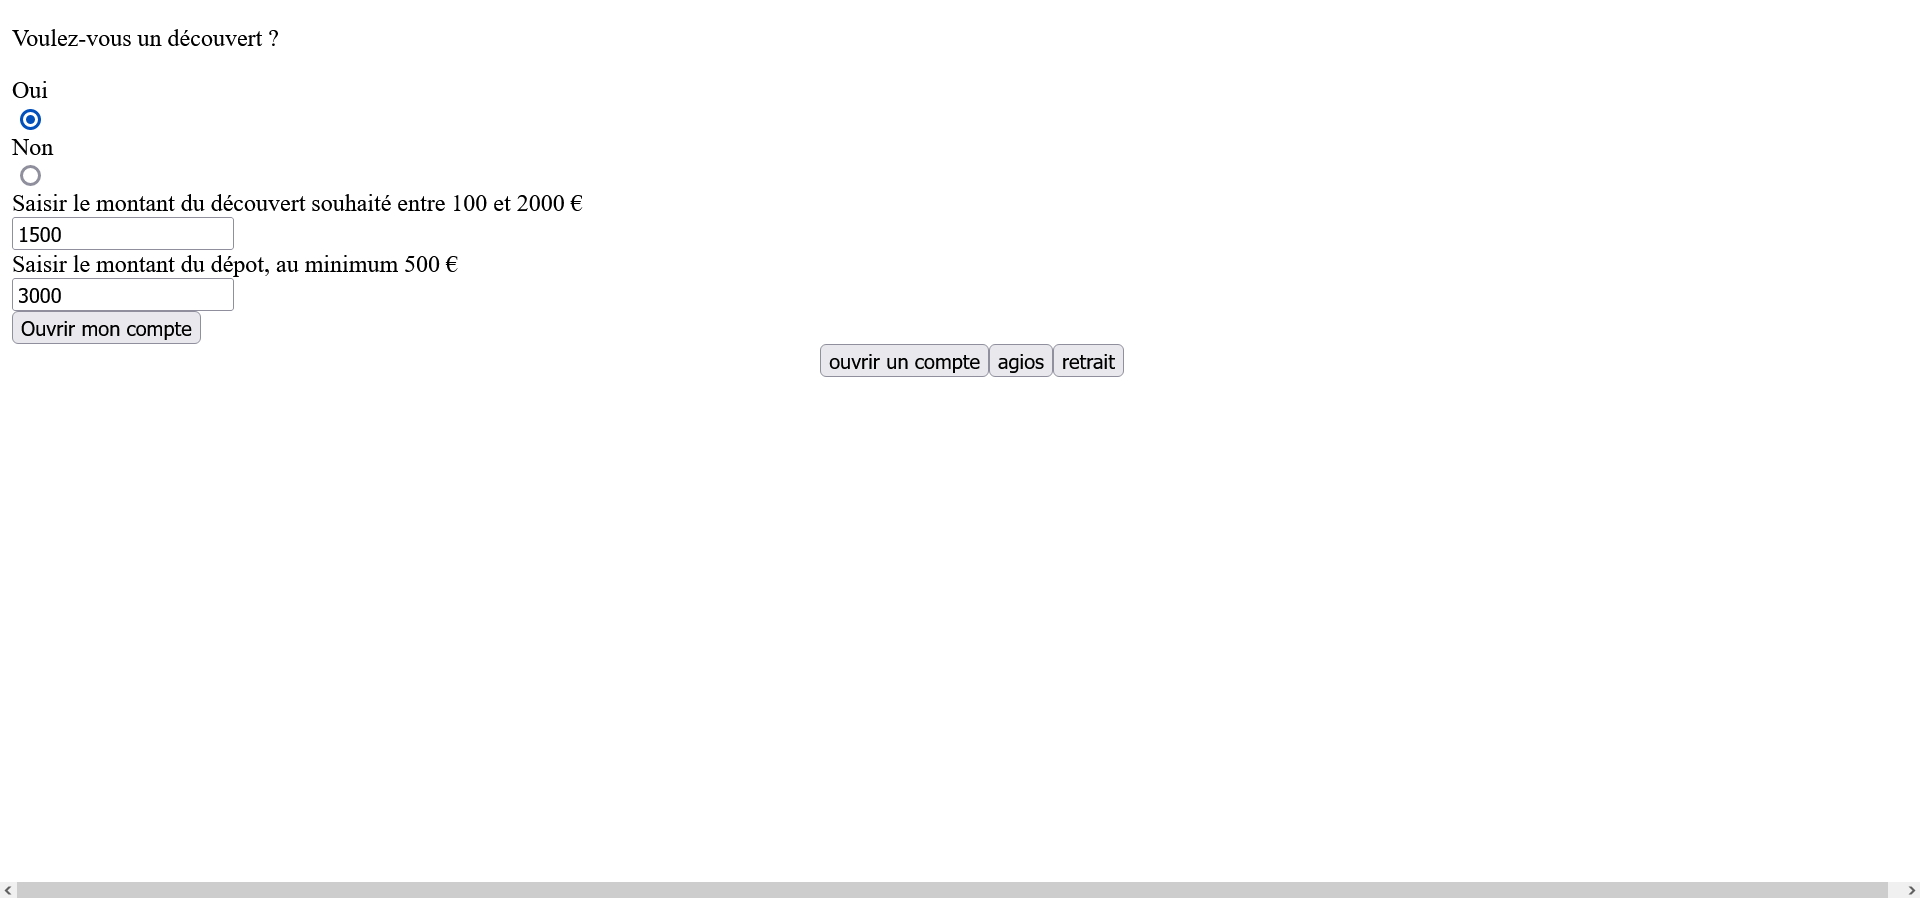 Voulez-vous un découvert ?
Oui
Non
Saisir le montant du découvert souhaité entre 100 et 2000 €
1500
Saisir le montant du dépot, au minimum 500 €
3000
Ouvrir mon compte
ouvrir un compte agios retrait